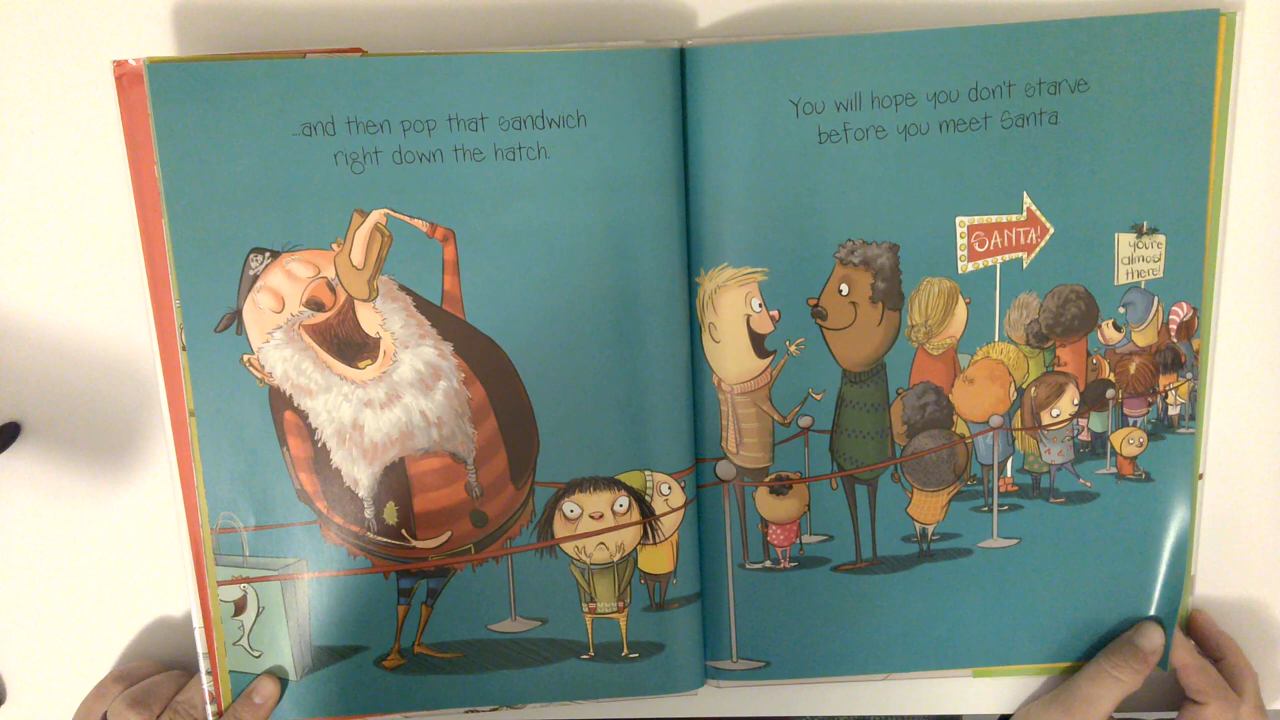 ...and then pop that sandwich
right down the hatch.
You will hope you don't starve
before you meet Santa.
SANTA!
you're
almost
there!